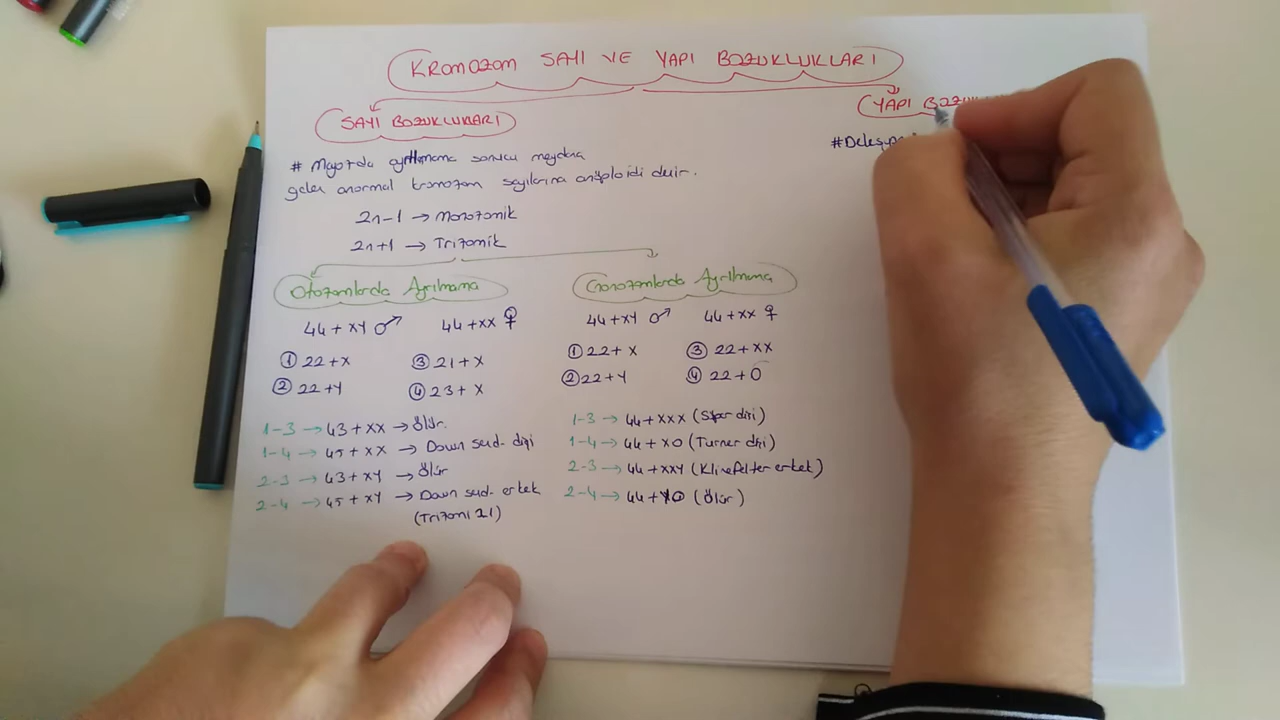 KROMOZOM SAYI VE YAPI BOZUKLUKLARI
SAYI BOZUKLUKLARI
# Mayozda ayrılmama sonucu meydana
gelen anormal kromozom sayılarına anöploidi denir.
2n-1 → Monozomik
2n+1 → Trizomik
Otozomlarda Ayrılmama
44+XY ♂ 44+XX ♀
① 22+X ③ 21+X
② 22+Y ④ 23+X
1-3 → 43+XX → Ölür.
1-4 → 45+XX → Down send. dişi
2-3 → 43+XY → Ölür
2-4 → 45+XY → Down send. erkek
(Trizomi 21)
Gonozomlarda Ayrılmama
44+XY ♂ 44+XX ♀
① 22+X ③ 22+XX
② 22+Y ④ 22+O
1-3 → 44+XXX (Süper dişi)
1-4 → 44+XO (Turner dişi)
2-3 → 44+XXY (Klinefelter erkek)
2-4 → 44+YO (Ölür)
YAPI